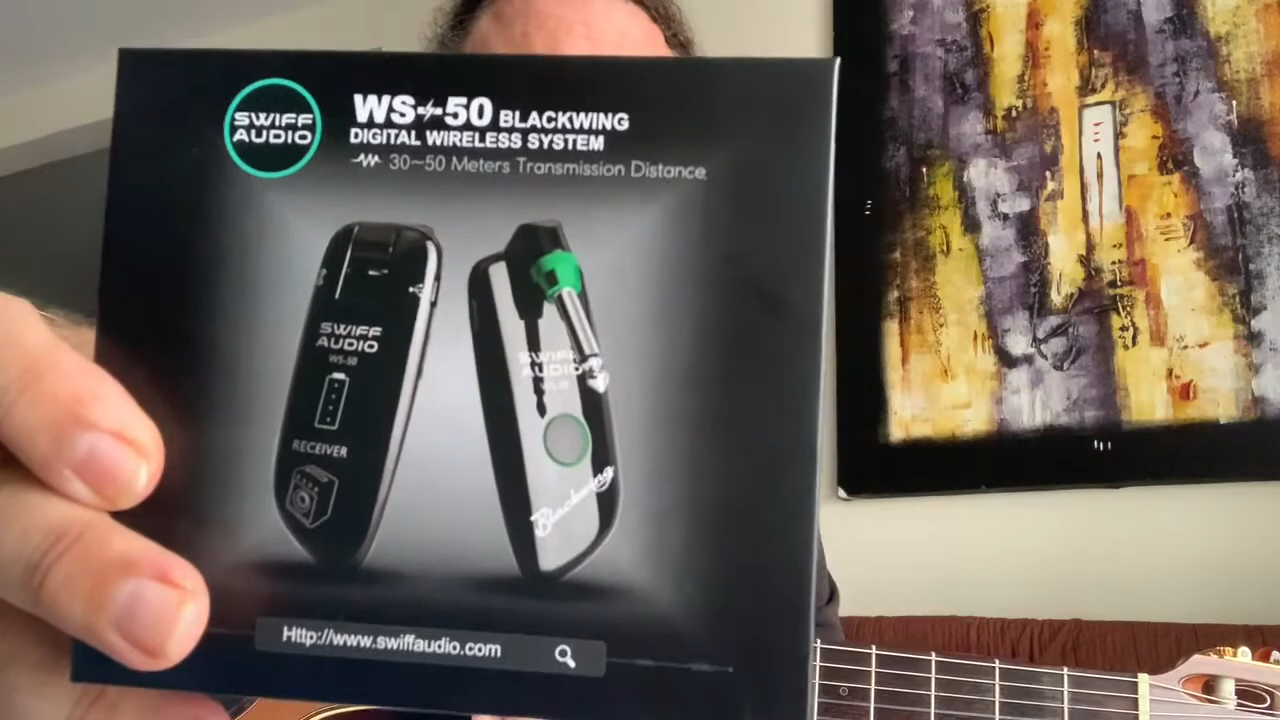 SWIFF
AUDIO
WS-50 BLACKWING
DIGITAL WIRELESS SYSTEM
30~50 Meters Transmission Distance
SWIFF
AUDIO
WS-50
RECEIVER
SWIFF
AUDIO
Blackwing
Http://www.swiffaudio.com